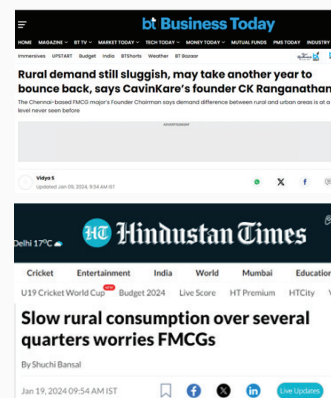 bt Business Today
HOME MAGAZINE BT TV MARKET TODAY TECH TODAY MONEY TODAY MUTUAL FUNDS PMS TODAY INDUSTRY
Immersives UPSTART Budget India BTShorts Weather BT Bazaar
Rural demand still sluggish, may take another year to
bounce back, says CavinKare's founder CK Ranganathan
The Chennai-based FMCG major's Founder Chairman says demand difference between rural and urban areas is at a
level never seen before
ADVERTISEMENT
Vidya S
Updated Jan 05, 2024, 8:54 AM IST
Delhi 17°C
HT Hindustan Times
Cricket Entertainment India World Mumbai Education
U19 Cricket World Cup Budget 2024 Live Score HT Premium HTCity
Slow rural consumption over several
quarters worries FMCGs
By Shuchi Bansal
Jan 19, 2024 09:54 AM IST
Live Updates